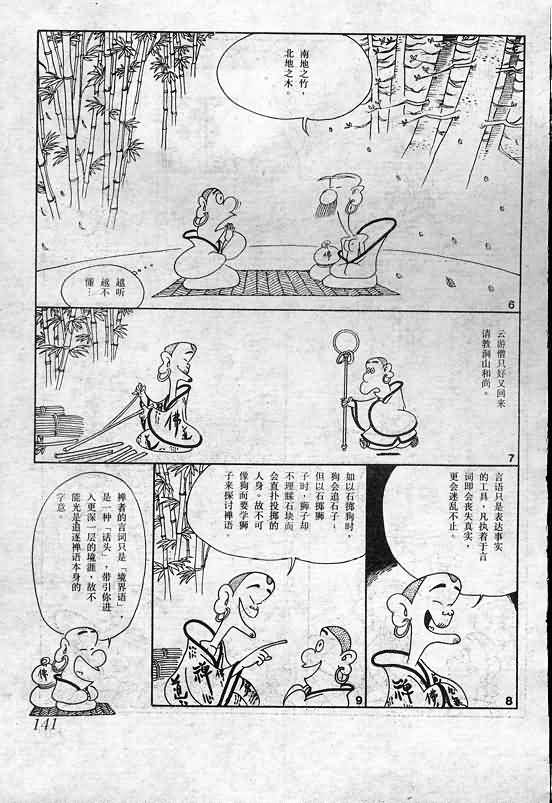 南地之竹，
北地之木。
越听
越不
懂…
佛
6
云游僧只好又回来
请教洞山和尚。
佛
道
7
言语只是表达事实
的工具，凡执着于言
词即会丧失真实，
更会迷乱不止。
禅
佛
8
如以石掷狗时，
狗会追石子；
但以石掷狮
子时，狮子却
不理睬石块而
会直扑投掷的
人身。故不可
像狗而要学狮
子来探讨禅语。
禅
道
9
禅者的言词只是「境界语」，
是一种「话头」，带引你进
入更深一层的境涯，故不
能光是追逐禅语本身的
字意。
佛
141